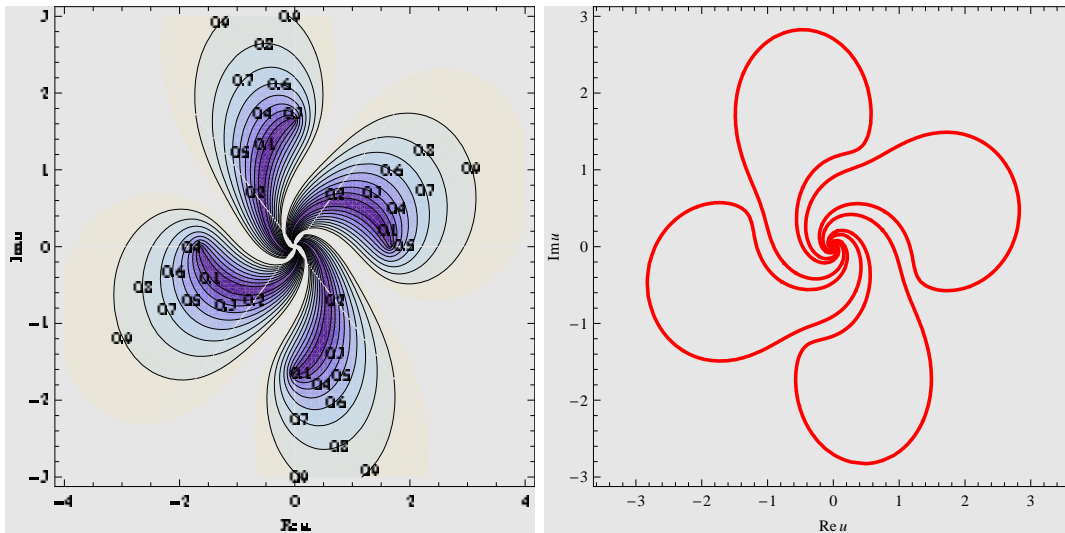 3 0.9 0.9
0.8
0.7 0.6
2
0.4 0.3
0.5 0.1
0.8
1 0.6 0.9
0.2 0.2 0.3 0.7
0.4
0.1
Im u 0 0.4 0.5
0.6 0.1
0.8
0.5 0.3 0.2 0.2
0.7
−1
0.9
0.3
0.1 0.4 0.5
−2 0.6
0.7
0.8
−3 0.9 0.9
−4 −2 0 2 4
Re u
3
2
1
Im u 0
−1
−2
−3
−3 −2 −1 0 1 2 3
Re u